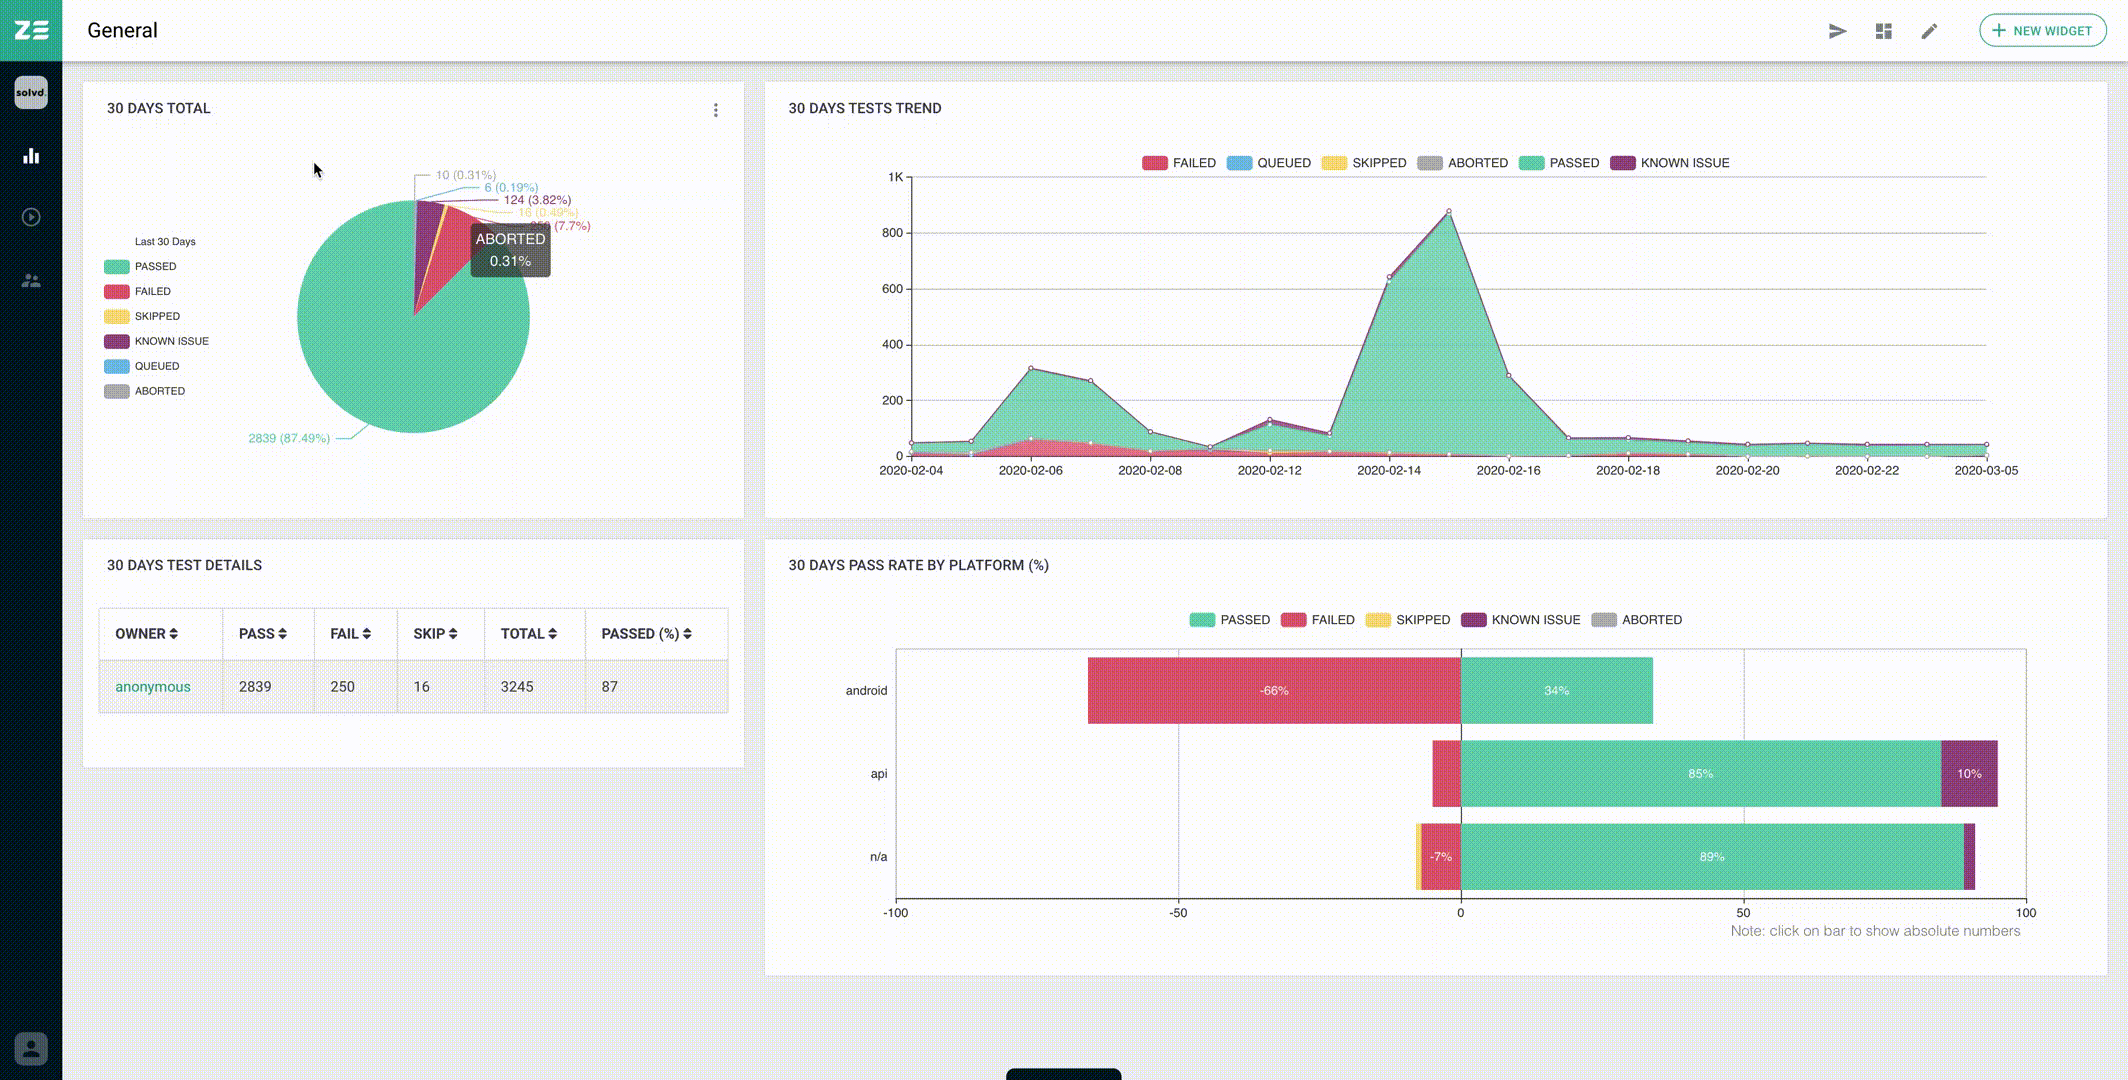 General
NEW WIDGET
solvd.
30 DAYS TOTAL
10 (0.31%)
6 (0.19%)
124 (3.82%)
16 (0.49%)
250 (7.7%)
ABORTED
0.31%
Last 30 Days
PASSED
FAILED
SKIPPED
KNOWN ISSUE
QUEUED
ABORTED
2839 (87.49%)
30 DAYS TESTS TREND
FAILED QUEUED SKIPPED ABORTED PASSED KNOWN ISSUE
1K
800
600
400
200
0
2020-02-04 2020-02-06 2020-02-08 2020-02-10 2020-02-12 2020-02-14 2020-02-16 2020-02-18 2020-02-20 2020-02-22 2020-03-05
30 DAYS TEST DETAILS
OWNER PASS FAIL SKIP TOTAL PASSED (%)
anonymous 2839 250 16 3245 87
30 DAYS PASS RATE BY PLATFORM (%)
PASSED FAILED SKIPPED KNOWN ISSUE ABORTED
android -66% 34%
api 85% 10%
n/a -7% 89%
-100 -50 0 50 100
Note: click on bar to show absolute numbers